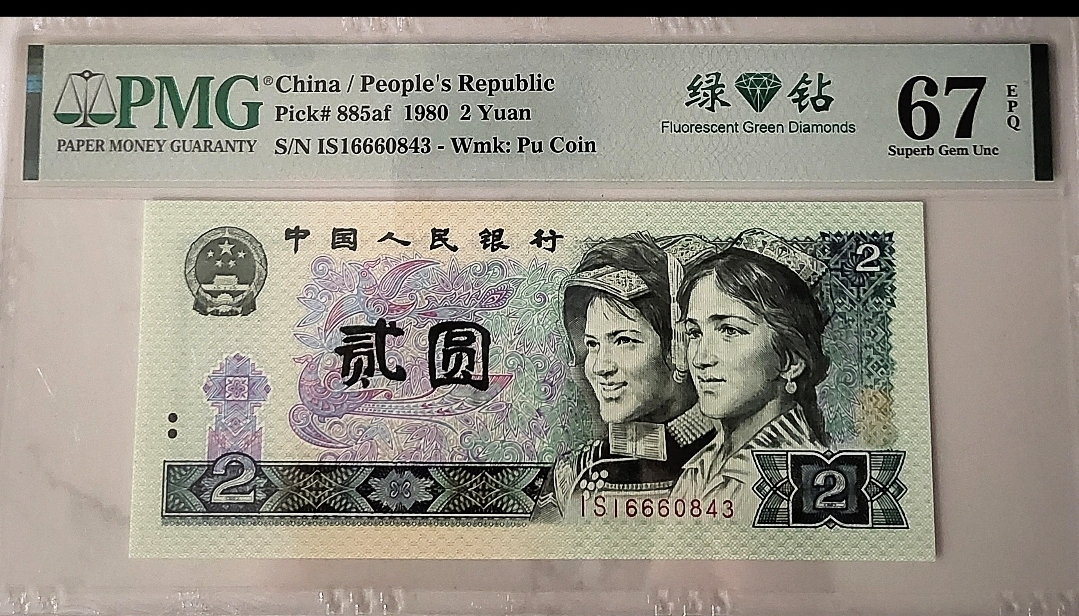 PMG® China / People's Republic
Pick# 885af 1980 2 Yuan
PAPER MONEY GUARANTY S/N IS16660843 - Wmk: Pu Coin
绿 钻
Fluorescent Green Diamonds
67 EPQ
Superb Gem Unc
中国人民银行
2
贰圆
2
IS16660843
2